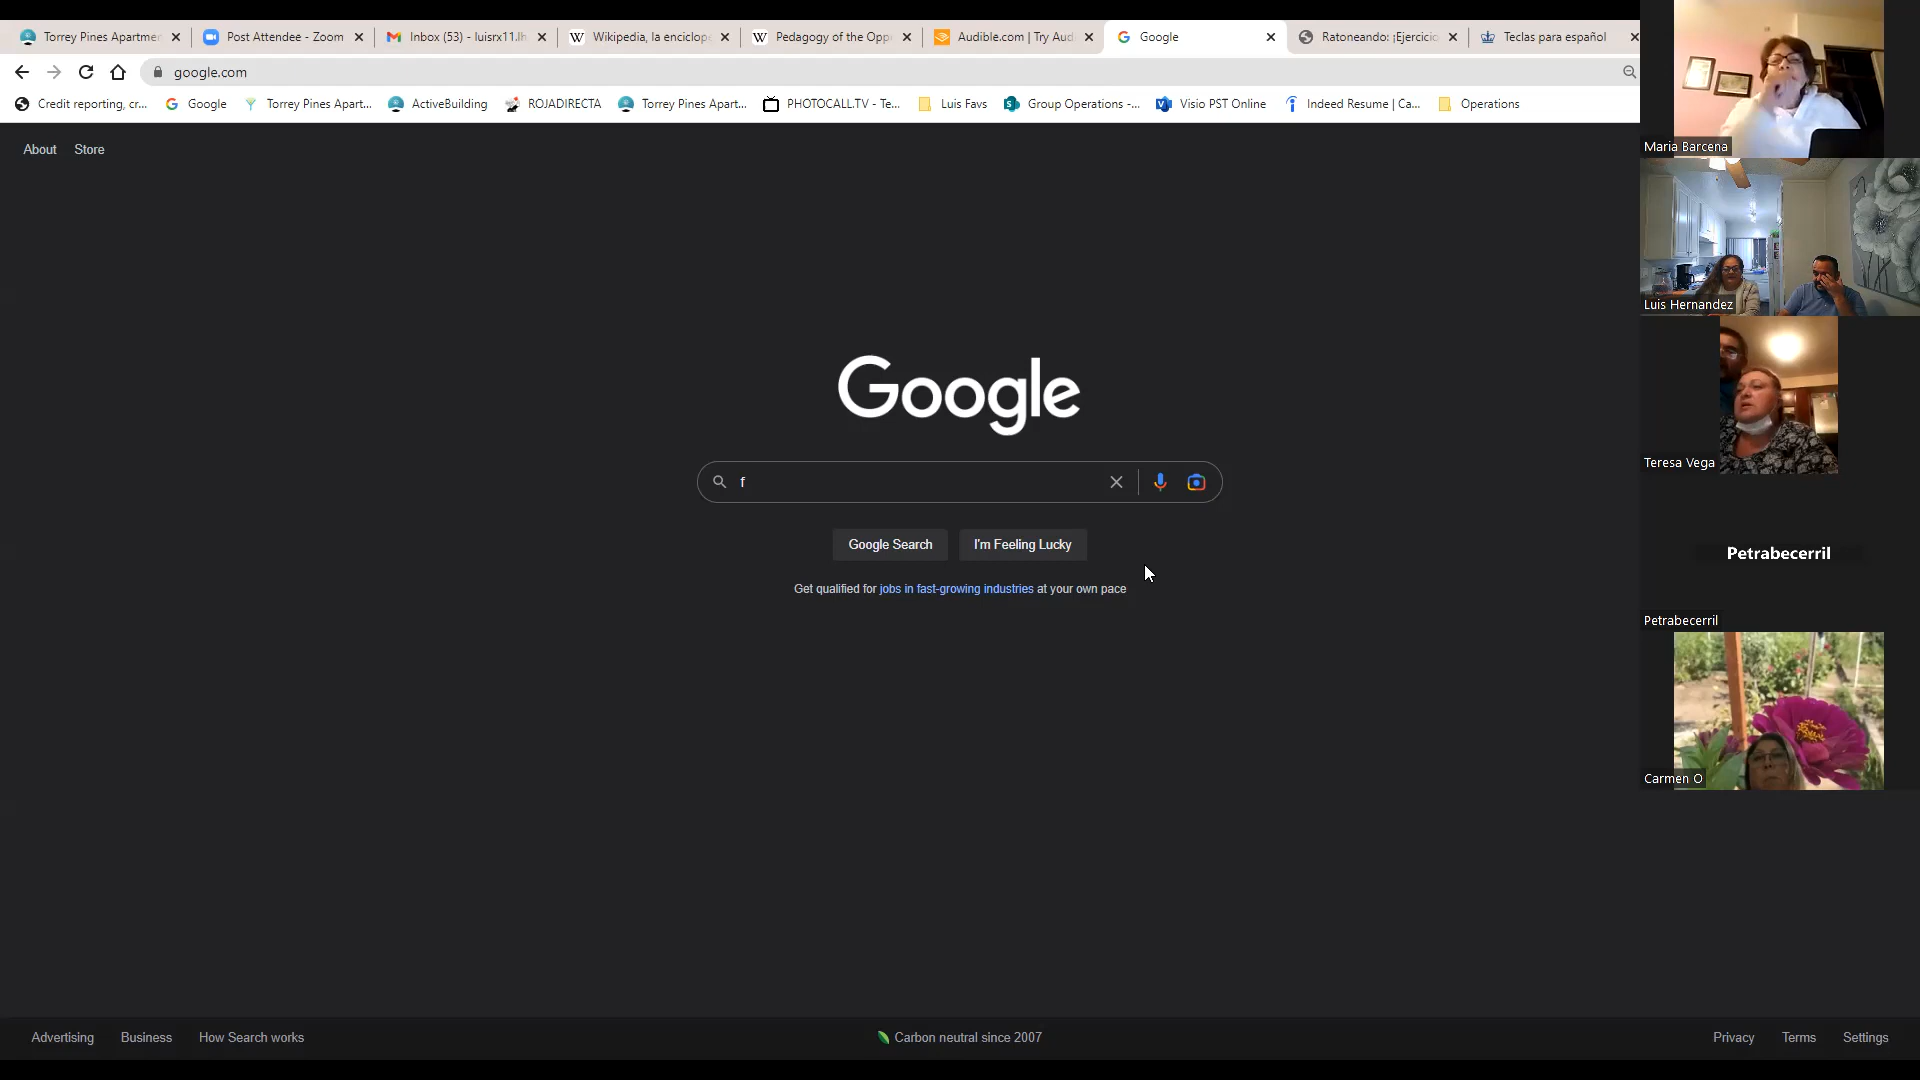 Torrey Pines Apartme
Post Attendee - Zoom
Inbox (53) - luisrx11.lh
Wikipedia, la enciclope
Pedagogy of the Opp
Audible.com | Try Aud
Google
Ratoneando: ¡Ejercicio
Teclas para español
google.com
Credit reporting, cr...
Google
Torrey Pines Apart...
ActiveBuilding
ROJADIRECTA
Torrey Pines Apart...
PHOTOCALL.TV - Te...
Luis Favs
Group Operations -...
Visio PST Online
Indeed Resume | Ca...
Operations
About Store
Google
f
Google Search
I'm Feeling Lucky
Get qualified for jobs in fast-growing industries at your own pace
Advertising Business How Search works
Carbon neutral since 2007
Privacy Terms Settings
Maria Barcena
Luis Hernandez
Teresa Vega
Petrabecerril
Petrabecerril
Carmen O